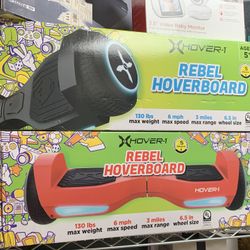 HOVER-1
AGES
REBEL
HOVERBOARD
130 lbs
max weight
6 mph
max speed
3 miles
max range
6.5 in
wheel size
HOVER-1
REBEL
HOVERBOARD
HOVER-1
130 lbs
max weight
6 mph
max speed
3 miles
max range
6.5 in
wheel size